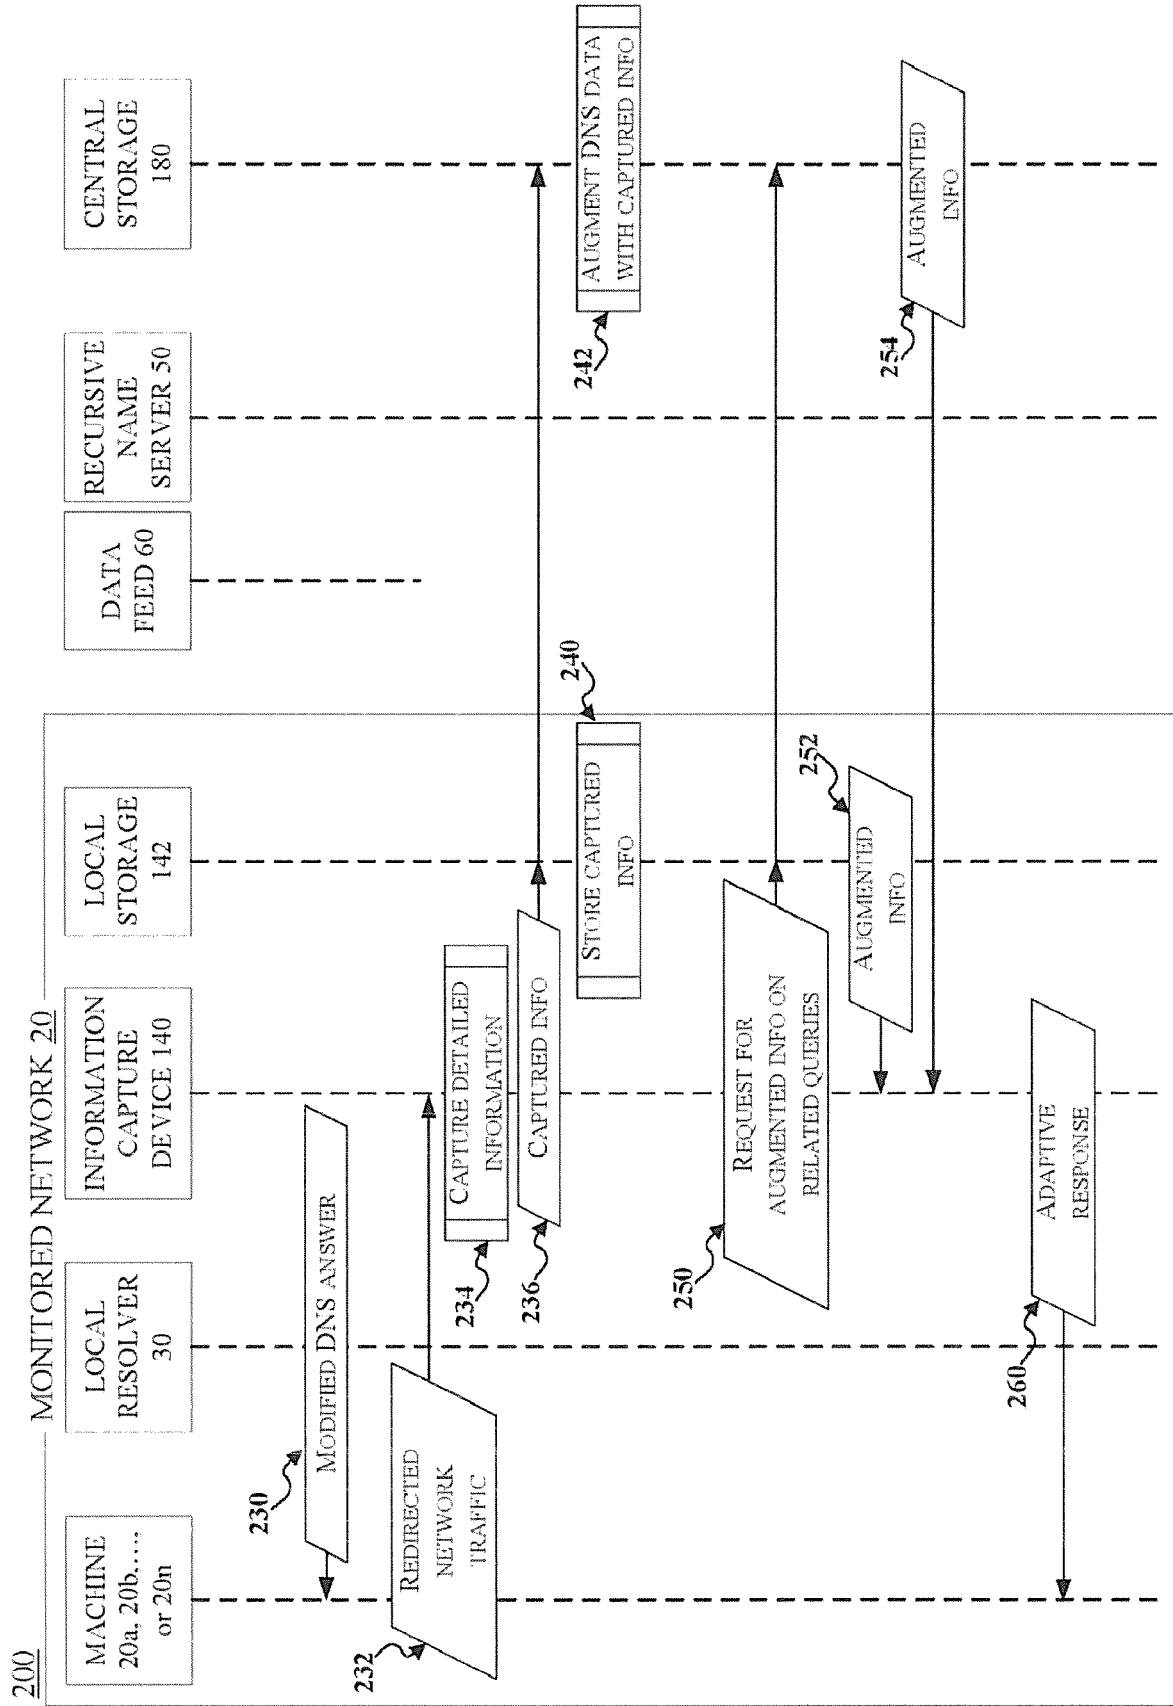 200
MONITORED NETWORK 20
MACHINE
20a, 20b....,
or 20n
LOCAL
RESOLVER
30
INFORMATION
CAPTURE
DEVICE 140
LOCAL
STORAGE
142
DATA
FEED 60
RECURSIVE
NAME
SERVER 50
CENTRAL
STORAGE
180
230
MODIFIED DNS ANSWER
232
REDIRECTED
NETWORK
TRAFFIC
234
CAPTURE DETAILED
INFORMATION
236
CAPTURED INFO
STORE CAPTURED
INFO
240
242
AUGMENT DNS DATA
WITH CAPTURED INFO
250
REQUEST FOR
AUGMENTED INFO ON
RELATED QUERIES
252
AUGMENTED
INFO
254
AUGMENTED
INFO
260
ADAPTIVE
RESPONSE